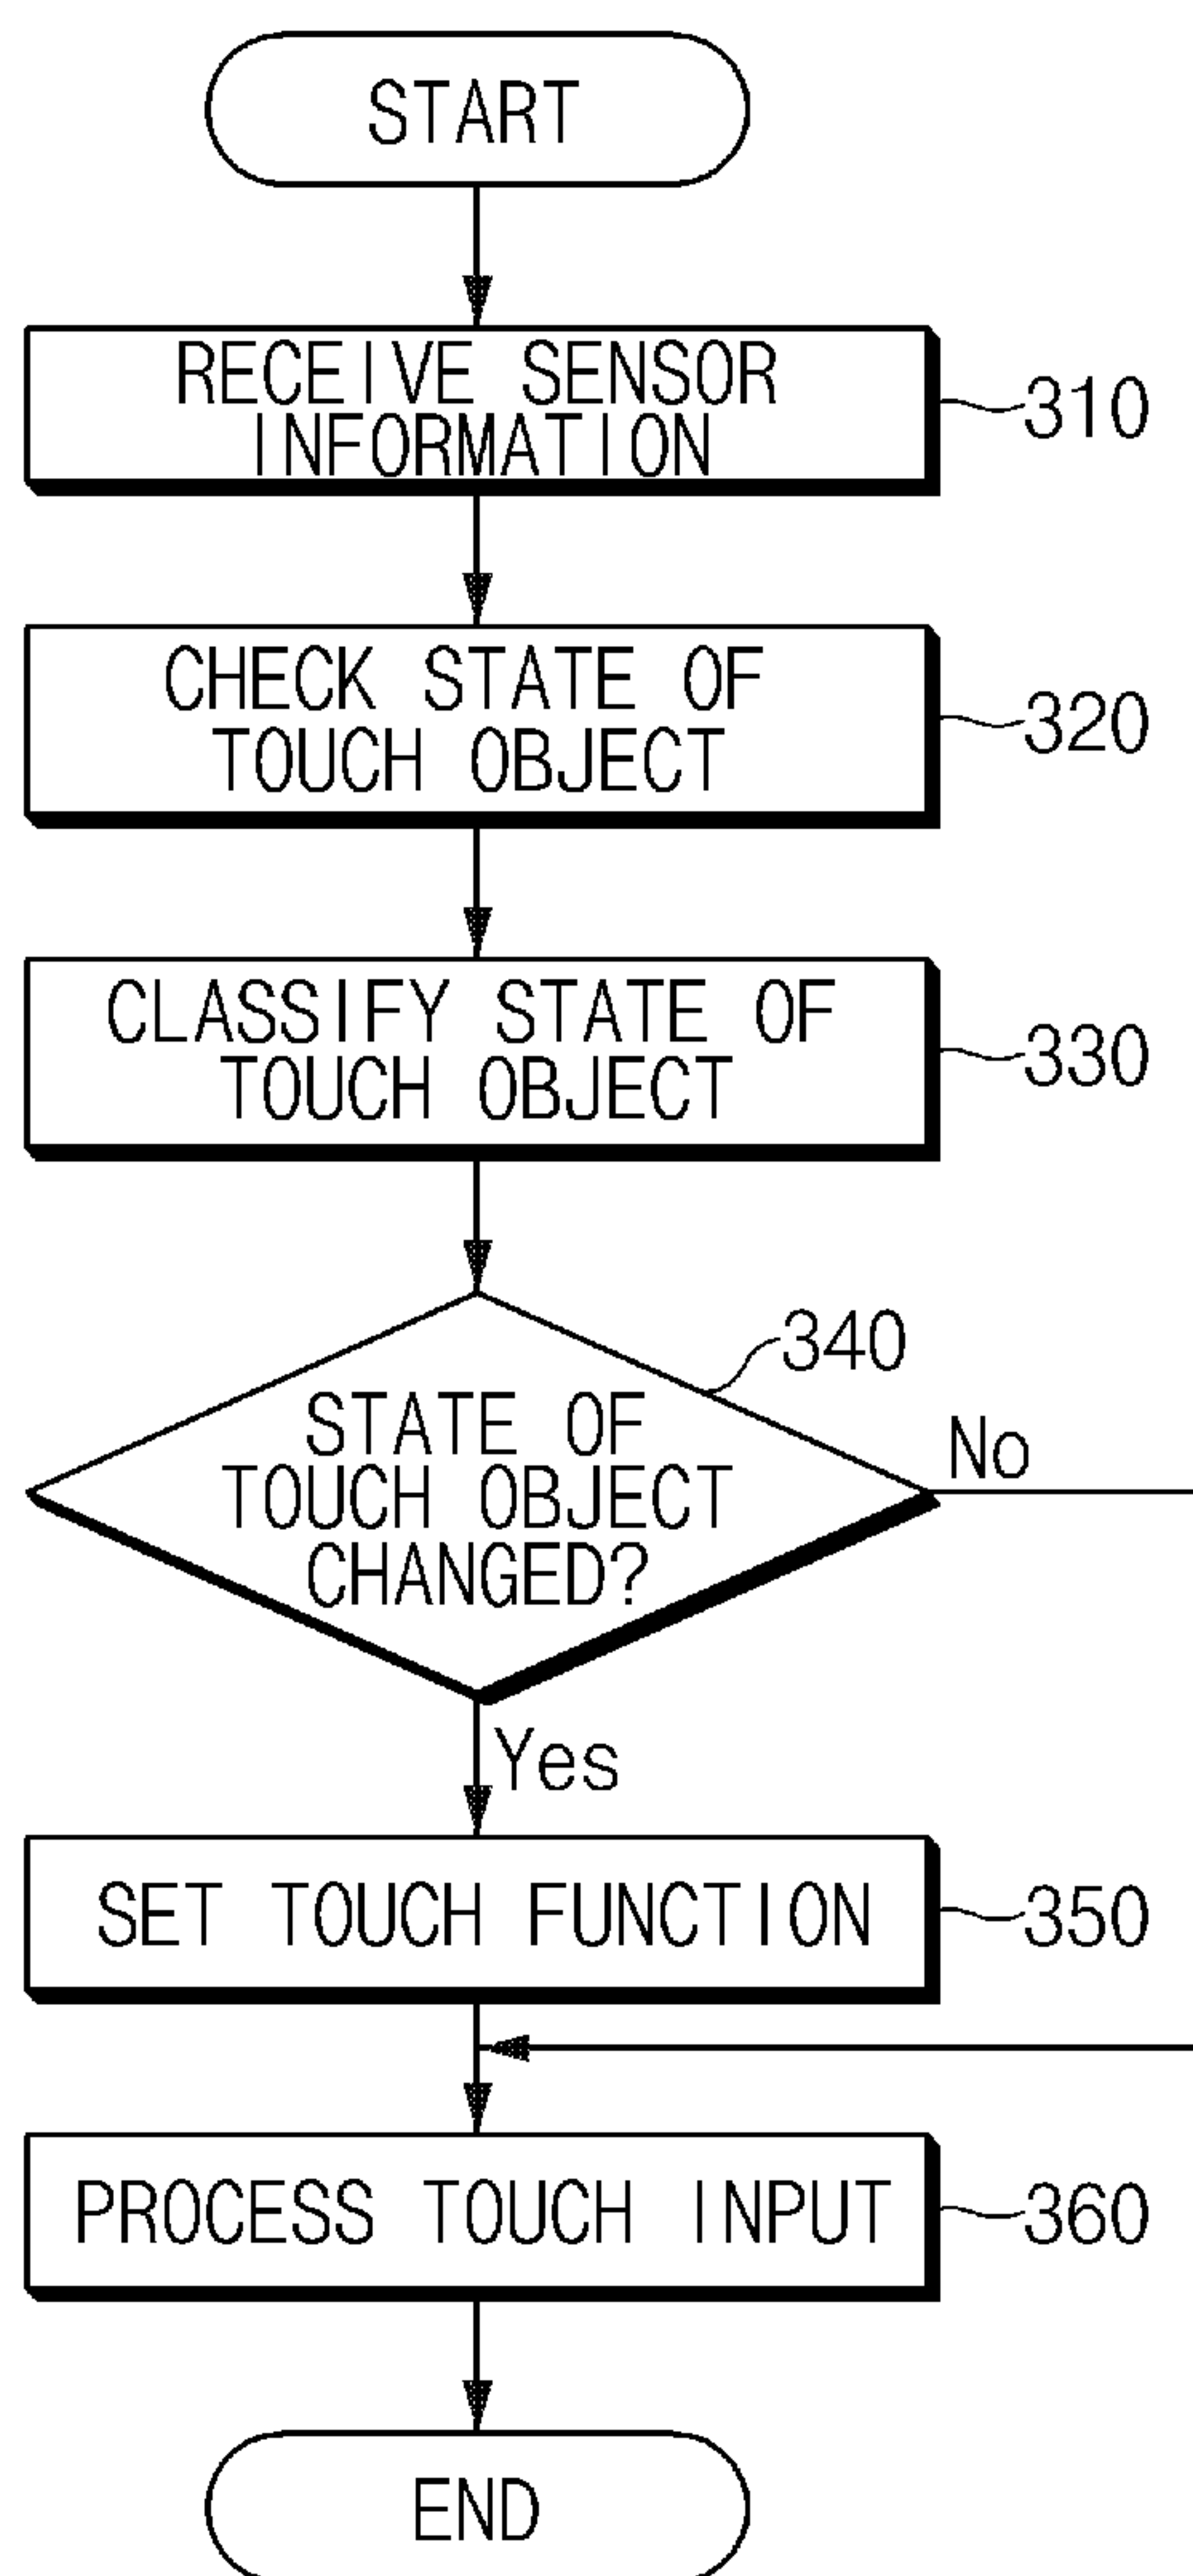 START
RECEIVE SENSOR
INFORMATION
310
CHECK STATE OF
TOUCH OBJECT
320
CLASSIFY STATE OF
TOUCH OBJECT
330
340
STATE OF
TOUCH OBJECT
CHANGED?
No
Yes
SET TOUCH FUNCTION
350
PROCESS TOUCH INPUT
360
END